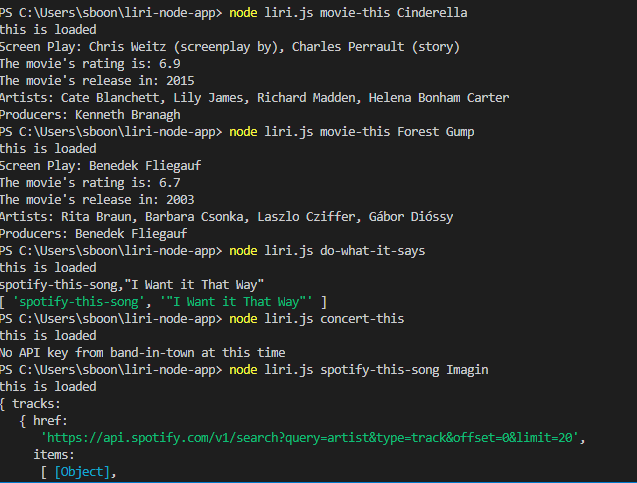 PS C:\Users\sboon\liri-node-app> node liri.js movie-this Cinderella
this is loaded
Screen Play: Chris Weitz (screenplay by), Charles Perrault (story)
The movie's rating is: 6.9
The movie's release in: 2015
Artists: Cate Blanchett, Lily James, Richard Madden, Helena Bonham Carter
Producers: Kenneth Branagh
PS C:\Users\sboon\liri-node-app> node liri.js movie-this Forest Gump
this is loaded
Screen Play: Benedek Fliegauf
The movie's rating is: 6.7
The movie's release in: 2003
Artists: Rita Braun, Barbara Csonka, Laszlo Cziffer, Gábor Dióssy
Producers: Benedek Fliegauf
PS C:\Users\sboon\liri-node-app> node liri.js do-what-it-says
this is loaded
spotify-this-song,"I Want it That Way"
[ 'spotify-this-song', '"I Want it That Way"' ]
PS C:\Users\sboon\liri-node-app> node liri.js concert-this
this is loaded
No API key from band-in-town at this time
PS C:\Users\sboon\liri-node-app> node liri.js spotify-this-song Imagin
this is loaded
{ tracks:
{ href:
'https://api.spotify.com/v1/search?query=artist&type=track&offset=0&limit=20',
items:
[ [Object],